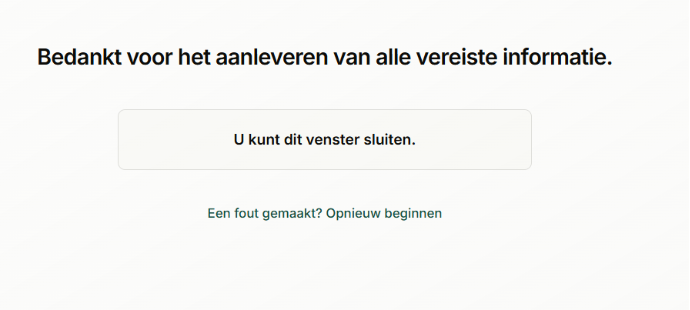 Bedankt voor het aanleveren van alle vereiste informatie.
U kunt dit venster sluiten.
Een fout gemaakt? Opnieuw beginnen